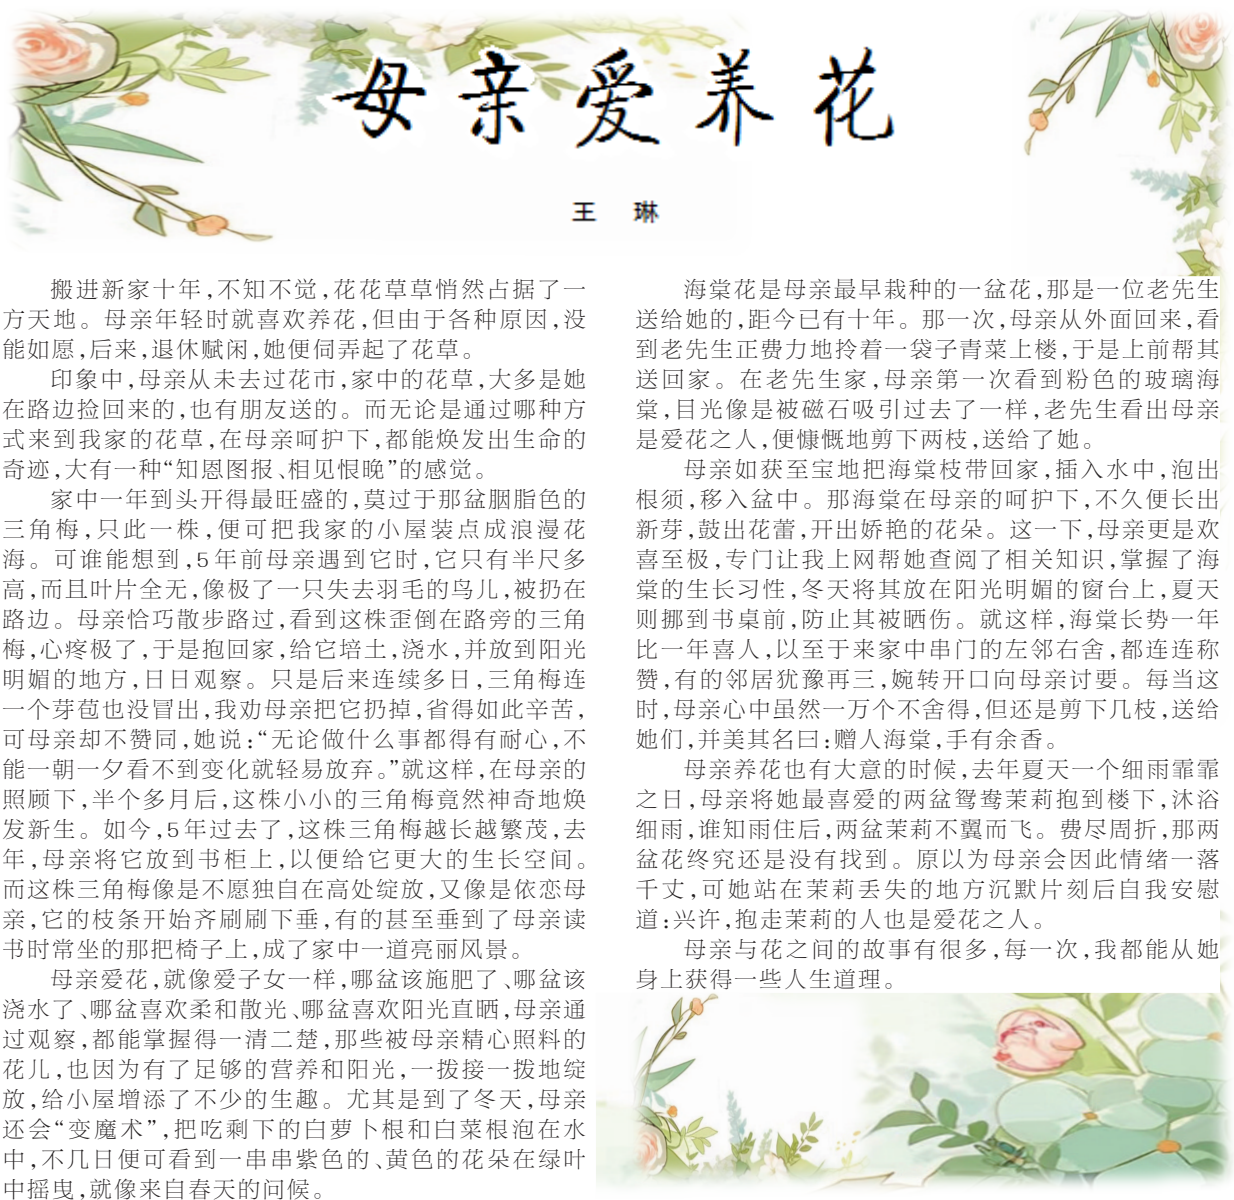 母亲爱养花
王 琳
搬进新家十年,不知不觉,花花草草悄然占据了一
方天地。母亲年轻时就喜欢养花,但由于各种原因,没
能如愿,后来,退休赋闲,她便伺弄起了花草。
印象中,母亲从未去过花市,家中的花草,大多是她
在路边捡回来的,也有朋友送的。而无论是通过哪种方
式来到我家的花草,在母亲呵护下,都能焕发出生命的
奇迹,大有一种“知恩图报、相见恨晚”的感觉。
家中一年到头开得最旺盛的,莫过于那盆胭脂色的
三角梅,只此一株,便可把我家的小屋装点成浪漫花
海。可谁能想到,5年前母亲遇到它时,它只有半尺多
高,而且叶片全无,像极了一只失去羽毛的鸟儿,被扔在
路边。母亲恰巧散步路过,看到这株歪倒在路旁的三角
梅,心疼极了,于是抱回家,给它培土,浇水,并放到阳光
明媚的地方,日日观察。只是后来连续多日,三角梅连
一个芽苞也没冒出,我劝母亲把它扔掉,省得如此辛苦,
可母亲却不赞同,她说:“无论做什么事都得有耐心,不
能一朝一夕看不到变化就轻易放弃。”就这样,在母亲的
照顾下,半个多月后,这株小小的三角梅竟然神奇地焕
发新生。如今,5年过去了,这株三角梅越长越繁茂,去
年,母亲将它放到书柜上,以便给它更大的生长空间。
而这株三角梅像是不愿独自在高处绽放,又像是依恋母
亲,它的枝条开始齐刷刷下垂,有的甚至垂到了母亲读
书时常坐的那把椅子上,成了家中一道亮丽风景。
母亲爱花,就像爱子女一样,哪盆该施肥了、哪盆该
浇水了、哪盆喜欢柔和散光、哪盆喜欢阳光直晒,母亲通
过观察,都能掌握得一清二楚,那些被母亲精心照料的
花儿,也因为有了足够的营养和阳光,一拨接一拨地绽
放,给小屋增添了不少的生趣。尤其是到了冬天,母亲
还会“变魔术”,把吃剩下的白萝卜根和白菜根泡在水
中,不几日便可看到一串串紫色的、黄色的花朵在绿叶
中摇曳,就像来自春天的问候。
海棠花是母亲最早栽种的一盆花,那是一位老先生
送给她的,距今已有十年。那一次,母亲从外面回来,看
到老先生正费力地拎着一袋子青菜上楼,于是上前帮其
送回家。在老先生家,母亲第一次看到粉色的玻璃海
棠,目光像是被磁石吸引过去了一样,老先生看出母亲
是爱花之人,便慷慨地剪下两枝,送给了她。
母亲如获至宝地把海棠枝带回家,插入水中,泡出
根须,移入盆中。那海棠在母亲的呵护下,不久便长出
新芽,鼓出花蕾,开出娇艳的花朵。这一下,母亲更是欢
喜至极,专门让我上网帮她查阅了相关知识,掌握了海
棠的生长习性,冬天将其放在阳光明媚的窗台上,夏天
则挪到书桌前,防止其被晒伤。就这样,海棠长势一年
比一年喜人,以至于来家中串门的左邻右舍,都连连称
赞,有的邻居犹豫再三,婉转开口向母亲讨要。每当这
时,母亲心中虽然一万个不舍得,但还是剪下几枝,送给
她们,并美其名曰:赠人海棠,手有余香。
母亲养花也有大意的时候,去年夏天一个细雨霏霏
之日,母亲将她最喜爱的两盆鸳鸯茉莉抱到楼下,沐浴
细雨,谁知雨住后,两盆茉莉不翼而飞。费尽周折,那两
盆花终究还是没有找到。原以为母亲会因此情绪一落
千丈,可她站在茉莉丢失的地方沉默片刻后自我安慰
道:兴许,抱走茉莉的人也是爱花之人。
母亲与花之间的故事有很多,每一次,我都能从她
身上获得一些人生道理。